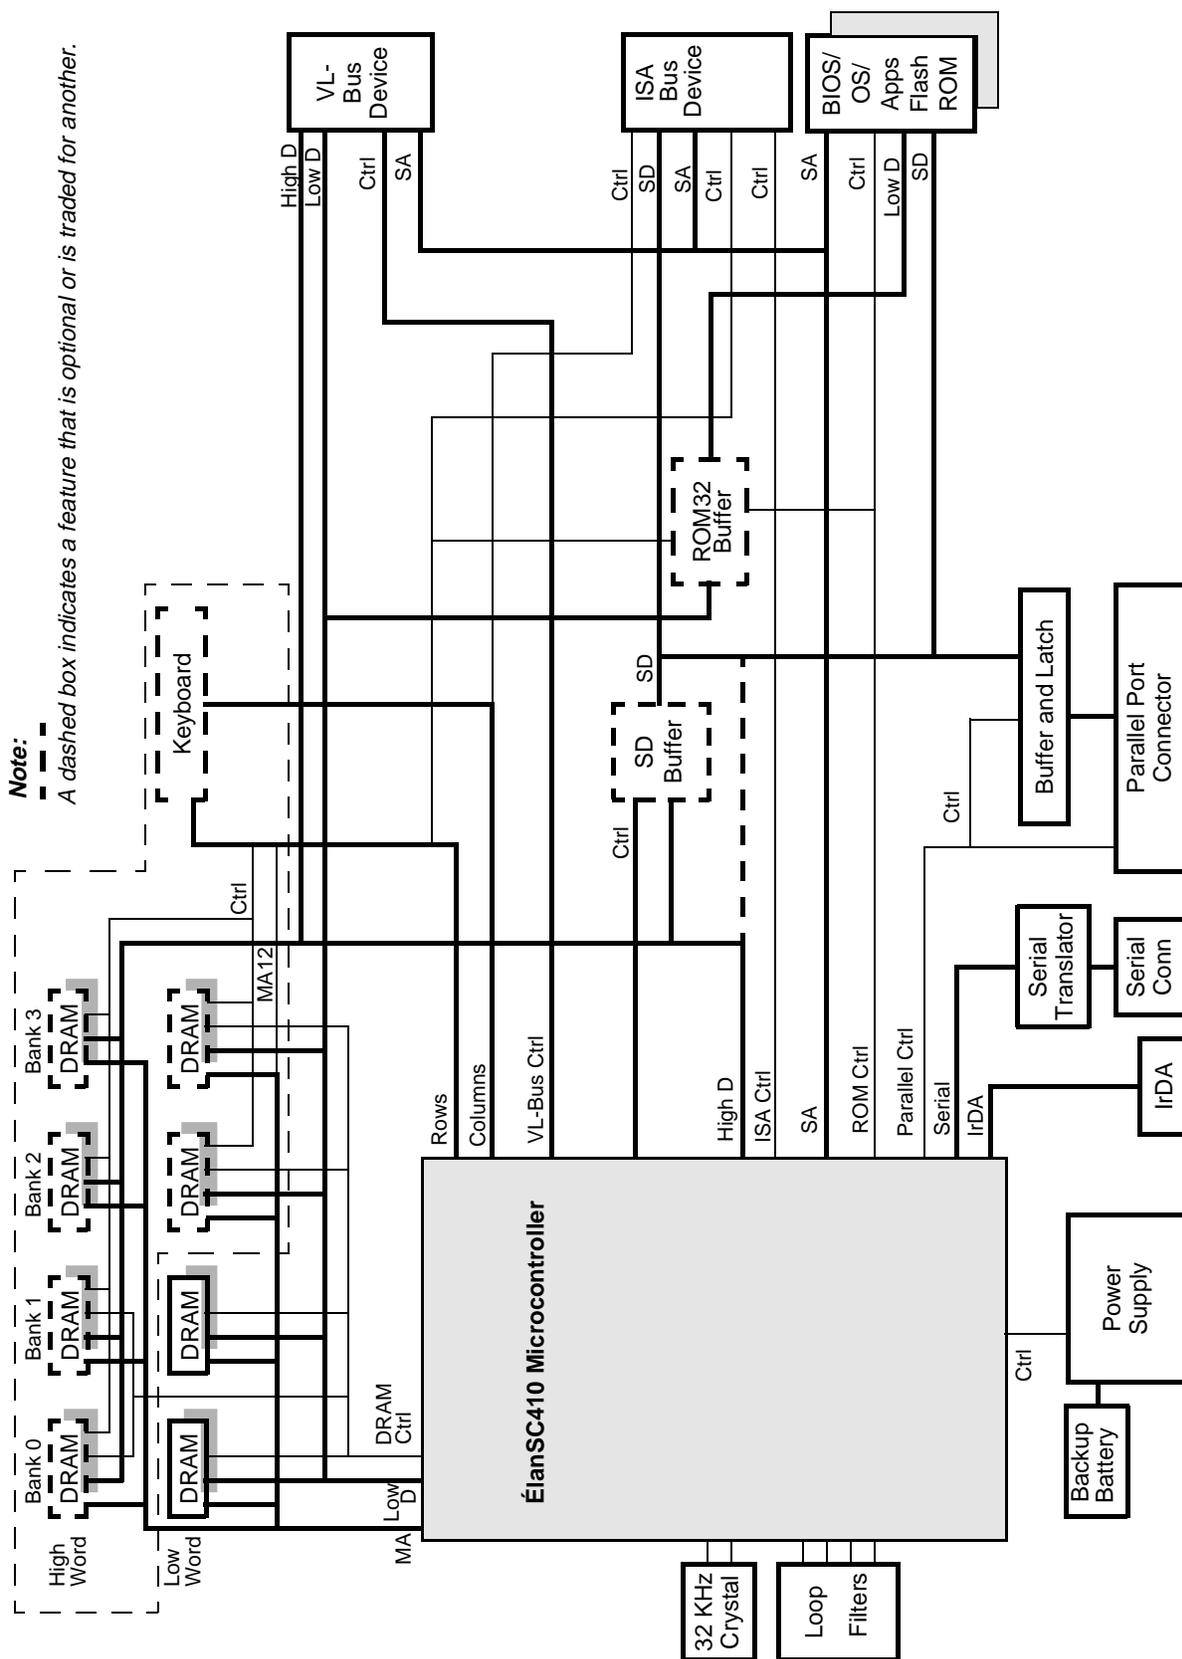 Note:
A dashed box indicates a feature that is optional or is traded for another.
Bank 0
Bank 1
Bank 2
Bank 3
High
Word
DRAM
DRAM
DRAM
DRAM
Low
Word
DRAM
DRAM
DRAM
DRAM
Ctrl
MA12
Keyboard
VL-
Bus
Device
High D
Low D
Ctrl
SA
MA
Low
D
DRAM
Ctrl
Rows
Columns
VL-Bus Ctrl
High D
ISA Ctrl
SA
ROM Ctrl
Parallel Ctrl
Serial
IrDA
ÉlanSC410 Microcontroller
Ctrl
SD
Buffer
SD
ROM32
Buffer
ISA
Bus
Device
Ctrl
SD
SA
Ctrl
Ctrl
BIOS/
OS/
Apps
Flash
ROM
SA
Ctrl
Low D
SD
32 KHz
Crystal
Loop
Filters
Ctrl
Power
Supply
Backup
Battery
IrDA
Serial
Translator
Serial
Conn
Ctrl
Buffer and Latch
Parallel Port
Connector